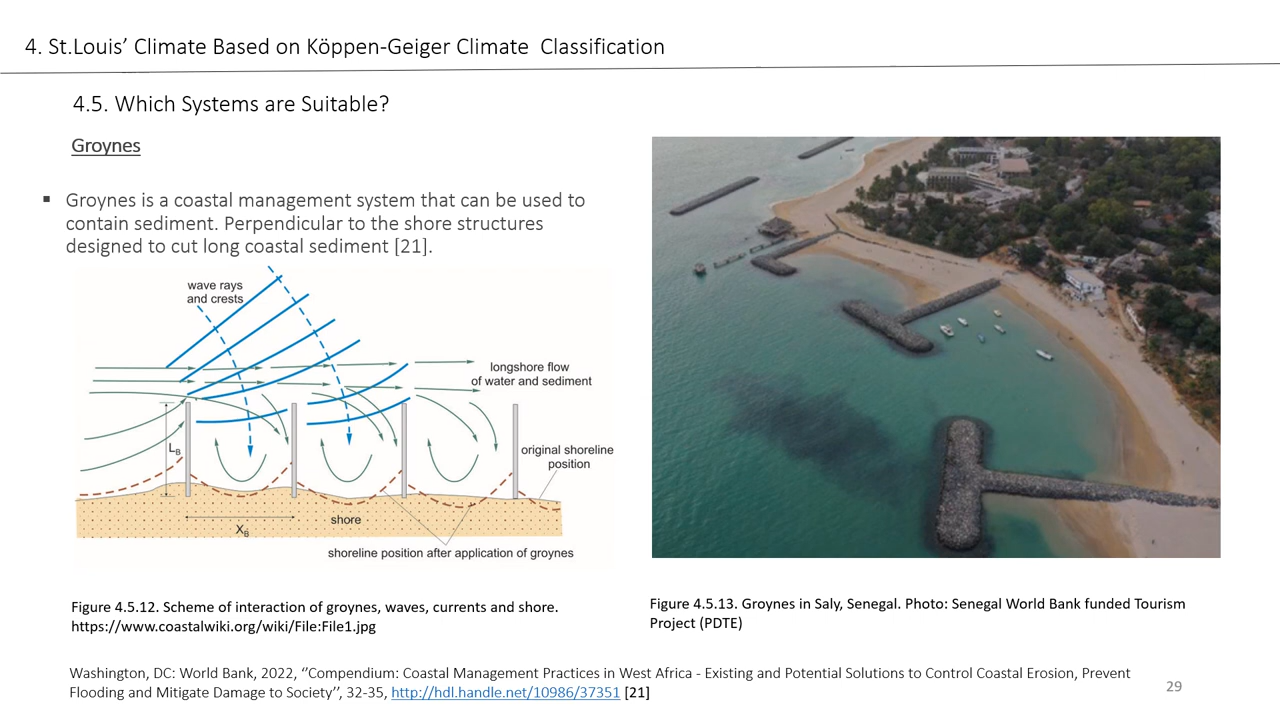 4. St.Louis’ Climate Based on Köppen-Geiger Climate  Classification
4.5. Which Systems are Suitable?
Groynes
▪ Groynes is a coastal management system that can be used to
contain sediment. Perpendicular to the shore structures
designed to cut long coastal sediment [21].
wave rays
and crests
longshore flow
of water and sediment
L_B
original shoreline
position
shore
X_B
shoreline position after application of groynes
Figure 4.5.12. Scheme of interaction of groynes, waves, currents and shore.
https://www.coastalwiki.org/wiki/File:File1.jpg
Figure 4.5.13. Groynes in Saly, Senegal. Photo: Senegal World Bank funded Tourism
Project (PDTE)
Washington, DC: World Bank, 2022, ‘’Compendium: Coastal Management Practices in West Africa - Existing and Potential Solutions to Control Coastal Erosion, Prevent
Flooding and Mitigate Damage to Society’’, 32-35, http://hdl.handle.net/10986/37351 [21]
29